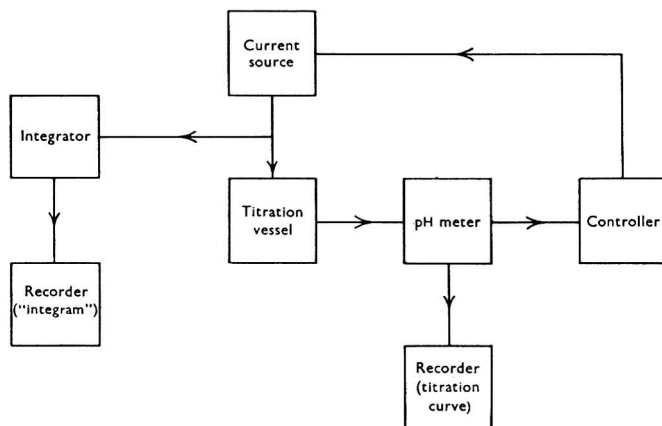 Current
source
Integrator
Titration
vessel
pH meter
Controller
Recorder
(“integram”)
Recorder
(titration
curve)